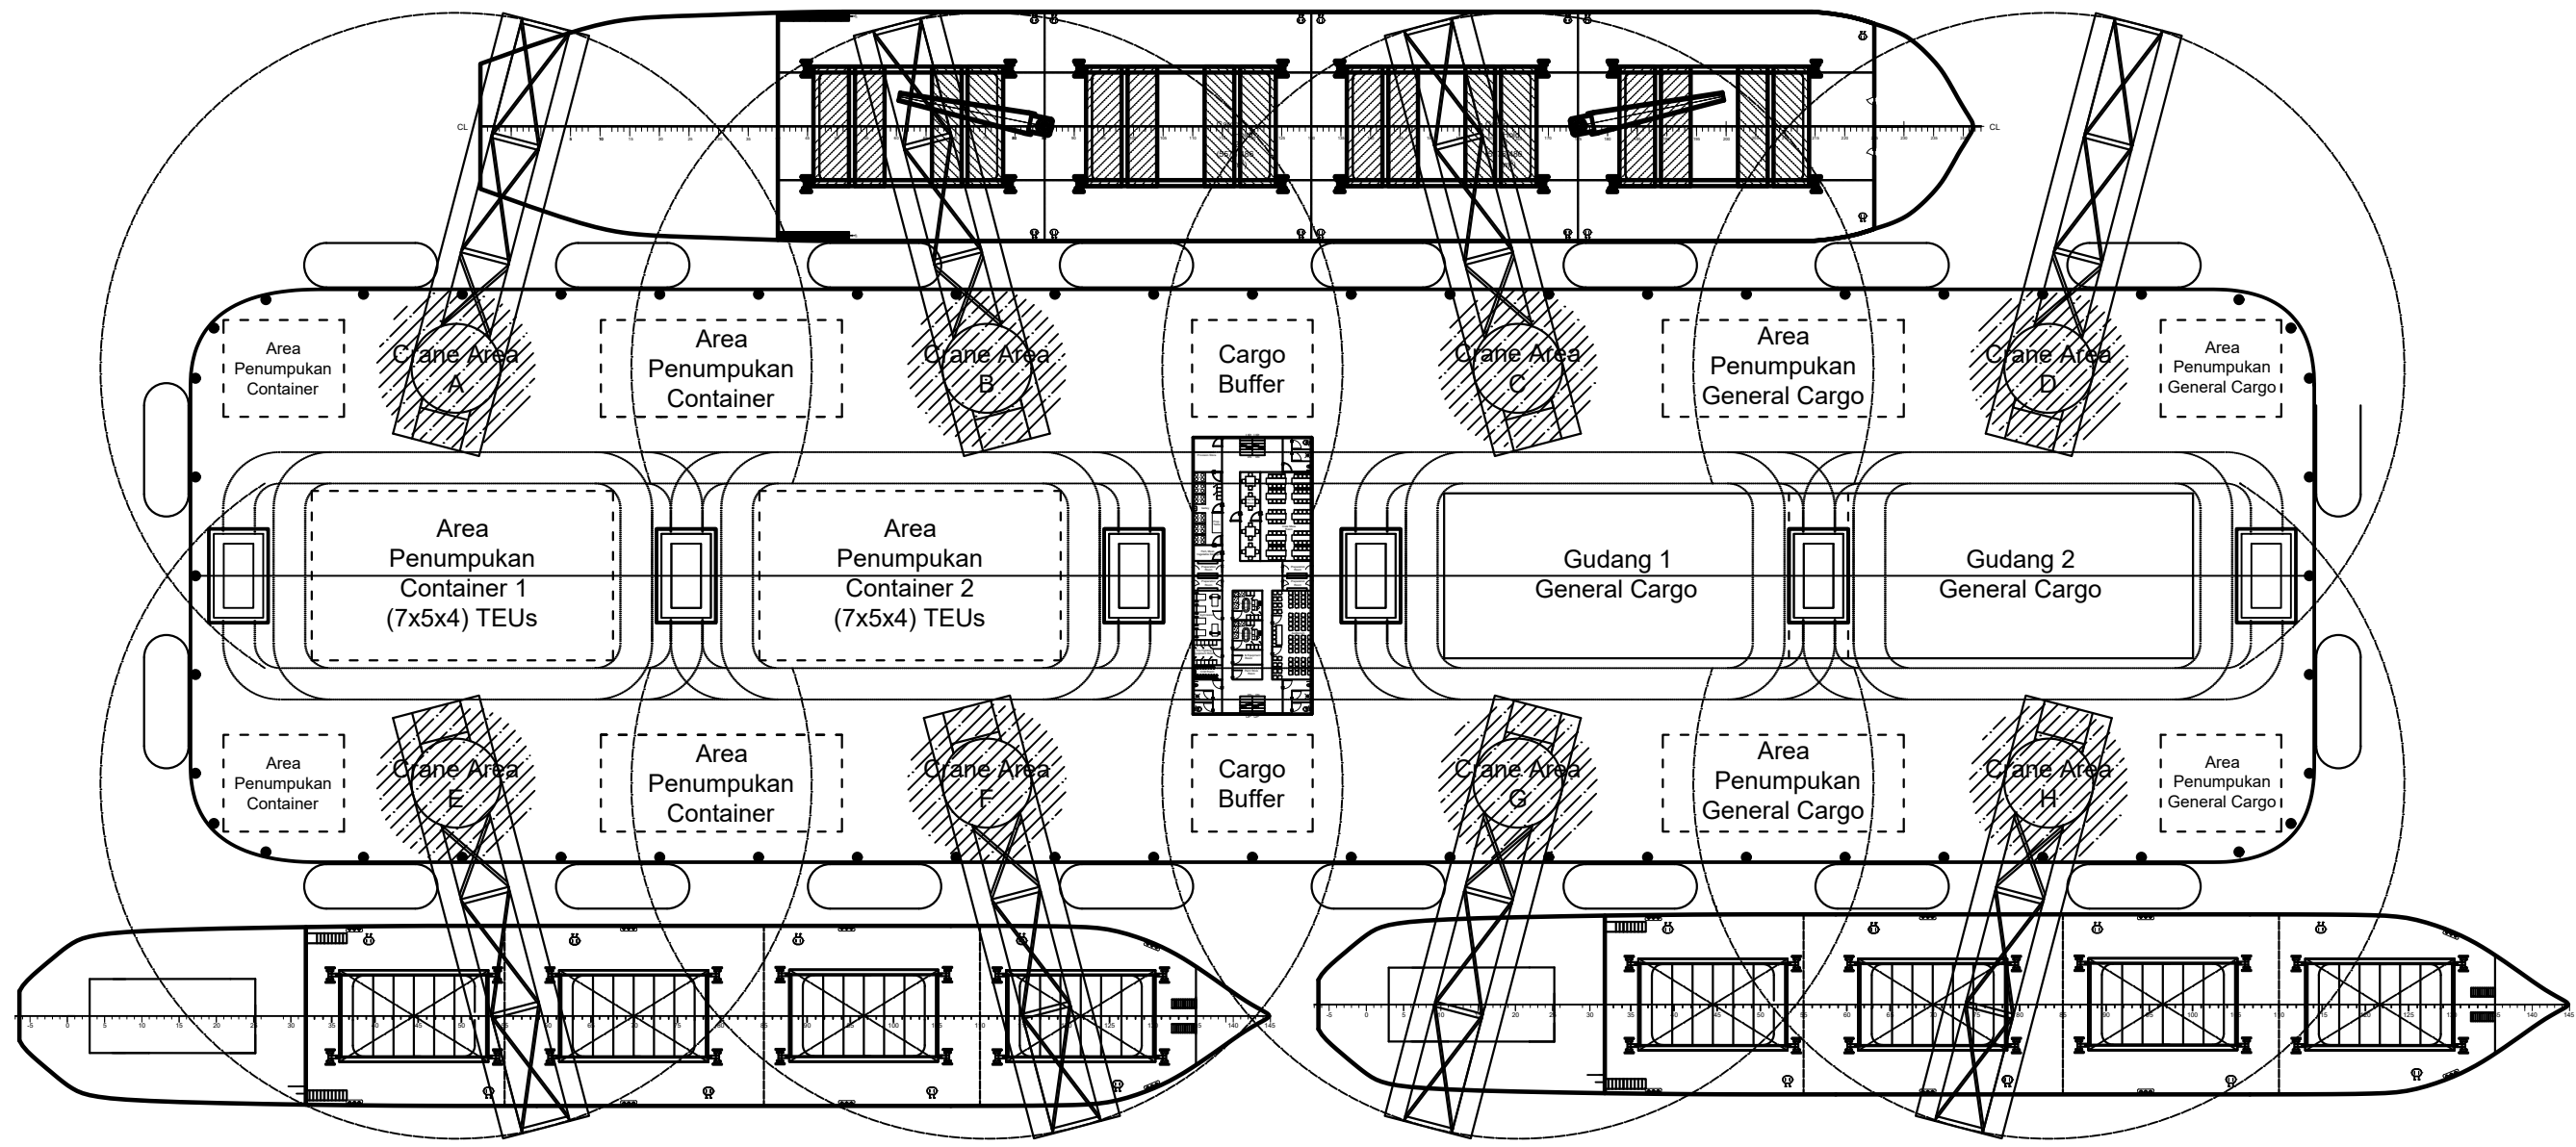 CL
CL
Area
Penumpukan
Container
Crane Area
A
Area
Penumpukan
Container
Crane Area
B
Cargo
Buffer
Crane Area
C
Area
Penumpukan
General Cargo
Crane Area
D
Area
Penumpukan
General Cargo
Area
Penumpukan
Container 1
(7x5x4) TEUs
Area
Penumpukan
Container 2
(7x5x4) TEUs
Gudang 1
General Cargo
Gudang 2
General Cargo
Area
Penumpukan
Container
Crane Area
E
Area
Penumpukan
Container
Crane Area
F
Cargo
Buffer
Crane Area
G
Area
Penumpukan
General Cargo
Crane Area
H
Area
Penumpukan
General Cargo